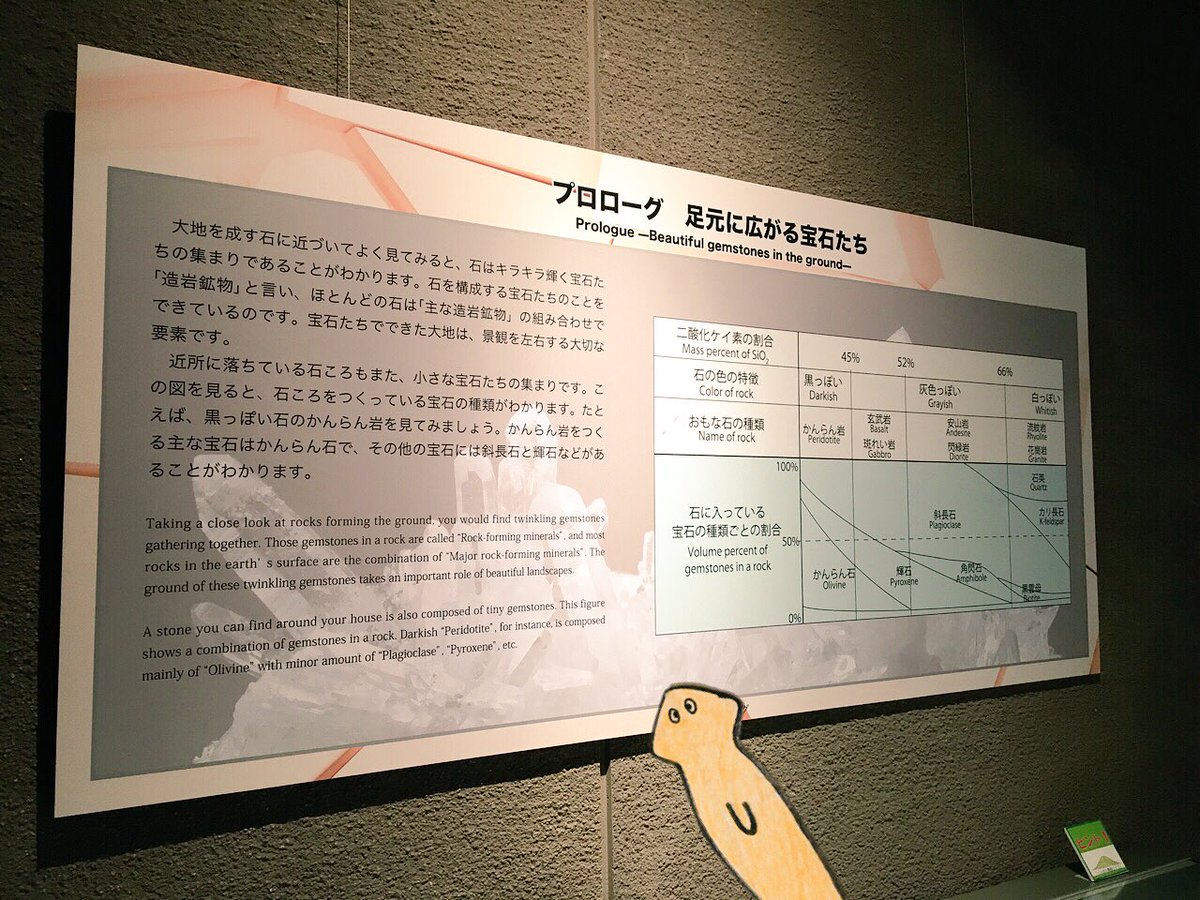 プロローグ　足元に広がる宝石たち
Prologue —Beautiful gemstones in the ground—
大地を成す石に近づいてよく見てみると、石はキラキラ輝く宝石た
ちの集まりであることがわかります。石を構成する宝石たちのことを
「造岩鉱物」と言い、ほとんどの石は「主な造岩鉱物」の組み合わせで
できているのです。宝石たちでできた大地は、景観を左右する大切な
要素です。
近所に落ちている石ころもまた、小さな宝石たちの集まりです。こ
の図を見ると、石ころをつくっている宝石の種類がわかります。たと
えば、黒っぽい石のかんらん岩を見てみましょう。かんらん岩をつく
る主な宝石はかんらん石で、その他の宝石には斜長石と輝石などがあ
ることがわかります。
Taking a close look at rocks forming the ground, you would find twinkling gemstones
gathering together. Those gemstones in a rock are called "Rock-forming minerals", and most
rocks in the earth's surface are the combination of "Major rock-forming minerals". The
ground of these twinkling gemstones takes an important role of beautiful landscapes.
A stone you can find around your house is also composed of tiny gemstones. This figure
shows a combination of gemstones in a rock. Darkish "Peridotite", for instance, is composed
mainly of "Olivine" with minor amount of "Plagioclase", "Pyroxene", etc.
二酸化ケイ素の割合
Mass percent of SiO₂
45%
52%
66%
石の色の特徴
Color of rock
黒っぽい
Darkish
灰色っぽい
Grayish
白っぽい
Whitish
おもな石の種類
Name of rock
かんらん岩
Peridotite
玄武岩
Basalt
斑れい岩
Gabbro
安山岩
Andesite
閃緑岩
Diorite
流紋岩
Rhyolite
花崗岩
Granite
石に入っている
宝石の種類ごとの割合
Volume percent of
gemstones in a rock
100%
50%
0%
石英
Quartz
カリ長石
K-feldspar
斜長石
Plagioclase
かんらん石
Olivine
輝石
Pyroxene
角閃石
Amphibole
黒雲母
Biotite